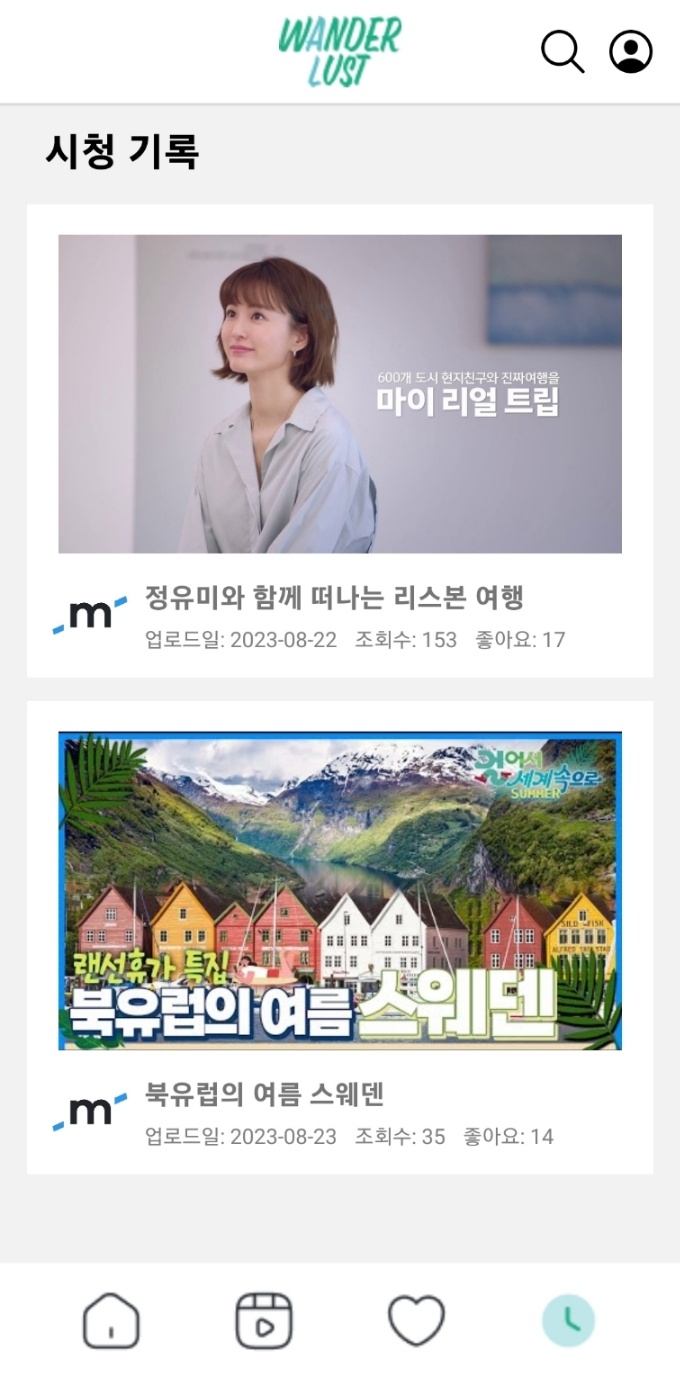 WANDER
LUST
시청 기록
600개 도시 현지친구와 진짜여행을
마이 리얼 트립
m
정유미와 함께 떠나는 리스본 여행
업로드일: 2023-08-22 조회수: 153 좋아요: 17
걸어서
세계속으로
SUMMER
SILD FISH
랜선휴가 특집
북유럽의 여름 스웨덴
m
북유럽의 여름 스웨덴
업로드일: 2023-08-23 조회수: 35 좋아요: 14